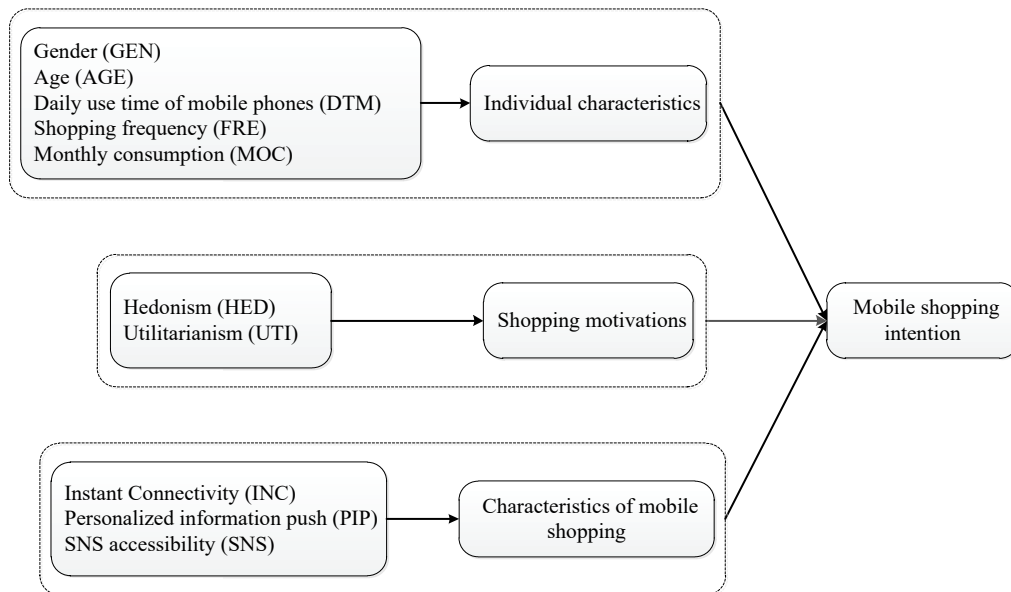 Gender (GEN)
Age (AGE)
Daily use time of mobile phones (DTM)
Shopping frequency (FRE)
Monthly consumption (MOC)
Individual characteristics
Hedonism (HED)
Utilitarianism (UTI)
Shopping motivations
Mobile shopping
intention
Instant Connectivity (INC)
Personalized information push (PIP)
SNS accessibility (SNS)
Characteristics of mobile
shopping